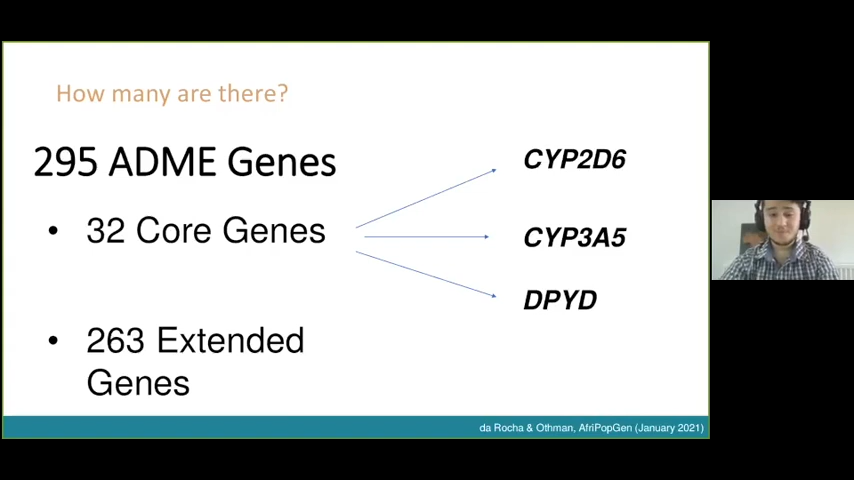 How many are there?
295 ADME Genes
• 32 Core Genes
CYP2D6
CYP3A5
DPYD
• 263 Extended
Genes
da Rocha & Othman, AfriPopGen (January 2021)